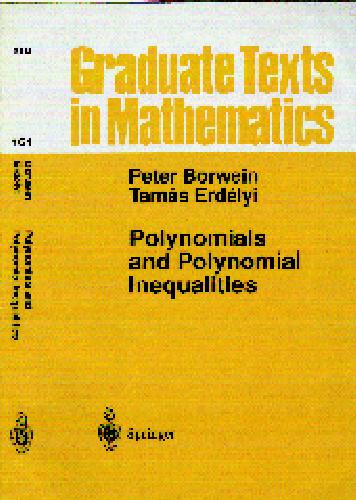 Graduate Texts
in Mathematics
161
Peter Borwein
Tamás Erdélyi
Polynomials
and Polynomial
Inequalities
Springer